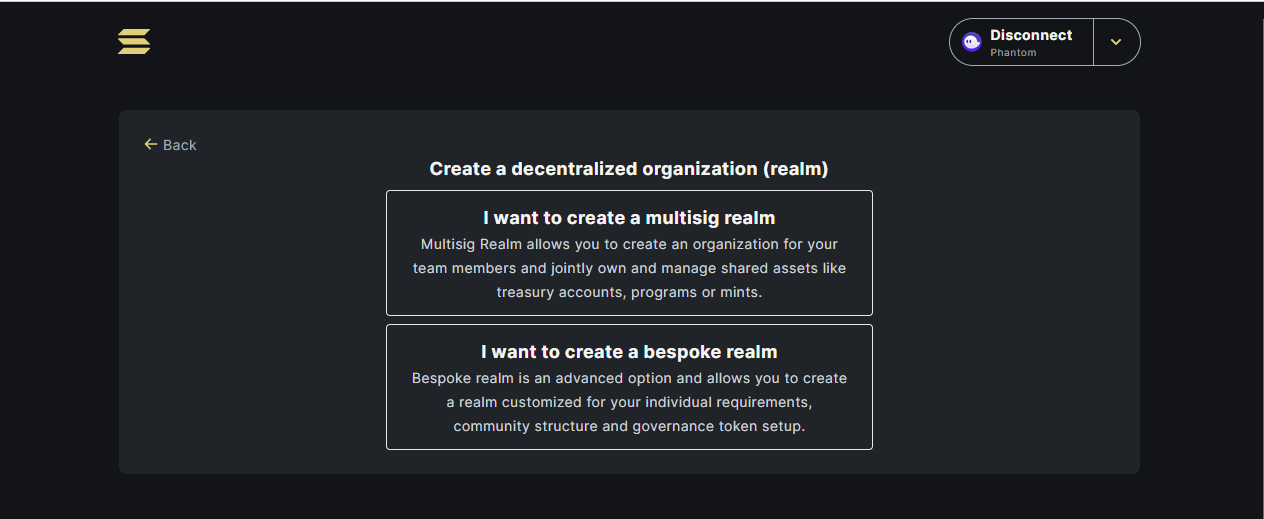 Disconnect
Phantom
Back
Create a decentralized organization (realm)
I want to create a multisig realm
Multisig Realm allows you to create an organization for your
team members and jointly own and manage shared assets like
treasury accounts, programs or mints.
I want to create a bespoke realm
Bespoke realm is an advanced option and allows you to create
a realm customized for your individual requirements,
community structure and governance token setup.